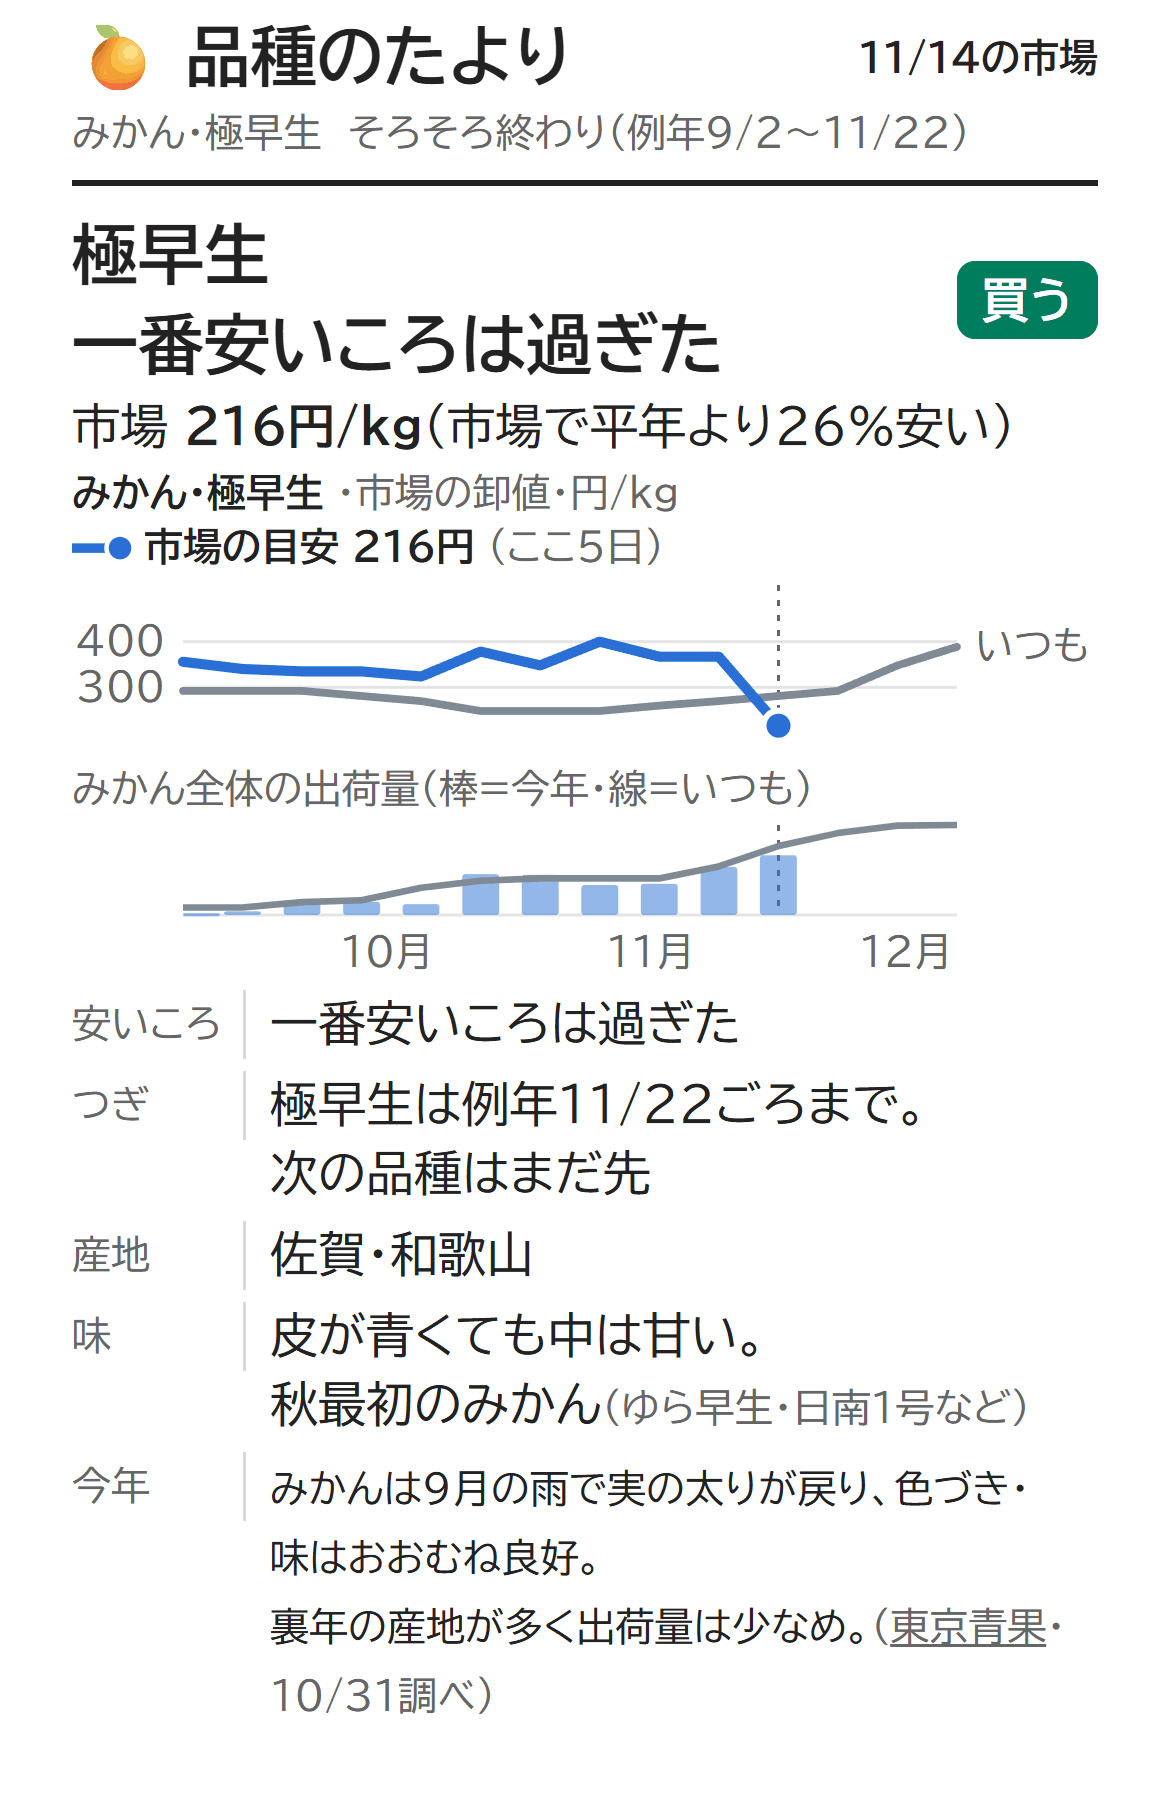 品種のたより
11/14の市場
みかん・極早生 そろそろ終わり（例年9/2〜11/22）
極早生
一番安いころは過ぎた
買う
市場 216円/kg（市場で平年より26％安い）
みかん・極早生 ・市場の卸値・円/kg
市場の目安 216円（ここ5日）
400
300
いつも
みかん全体の出荷量（棒＝今年・線＝いつも）
10月 11月 12月
安いころ 一番安いころは過ぎた
つぎ 極早生は例年11/22ごろまで。
次の品種はまだ先
産地 佐賀・和歌山
味 皮が青くても中は甘い。
秋最初のみかん（ゆら早生・日南1号など）
今年 みかんは9月の雨で実の太りが戻り、色づき・
味はおおむね良好。
裏年の産地が多く出荷量は少なめ。（東京青果・
10/31調べ）